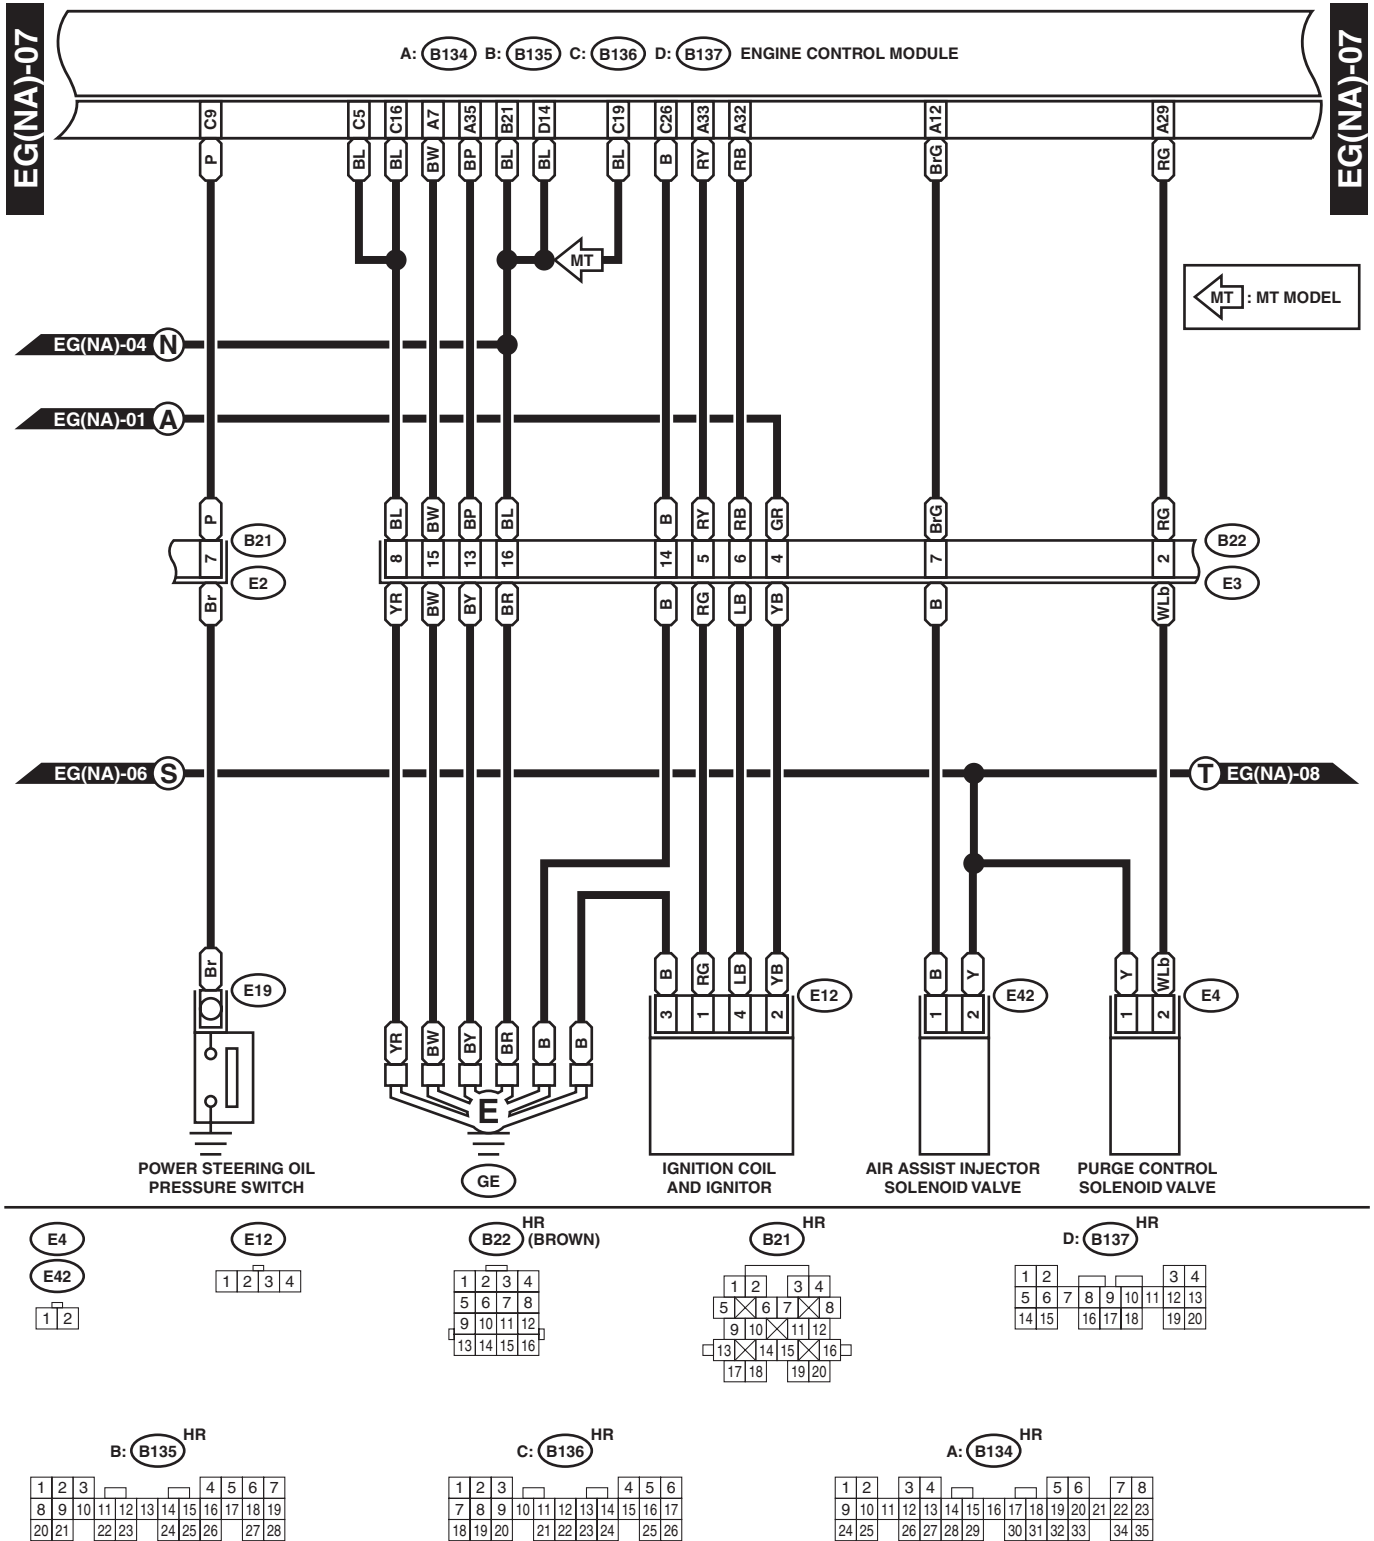 EG(NA)-07
EG(NA)-07
A: B134 B: B135 C: B136 D: B137 ENGINE CONTROL MODULE
C9 C5 C16 A7 A35 B21 D14 C19 C26 A33 A32 A12 A29
P BL BL BW BP BL BL BL B RY RB BrG RG
MT
MT : MT MODEL
EG(NA)-04 N
EG(NA)-01 A
P BL BW BP BL B RY RB GR BrG RG
B21 B22
7 8 15 13 16 14 5 6 4 7 2
E2 E3
Br YR BW BY BR B RG LB YB B WLb
EG(NA)-06 S T EG(NA)-08
Br B RG LB YB B Y Y WLb
E19 E12 E42 E4
3 1 4 2 1 2 1 2
YR BW BY BR B B
E
GE
POWER STEERING OIL
PRESSURE SWITCH
IGNITION COIL
AND IGNITOR
AIR ASSIST INJECTOR
SOLENOID VALVE
PURGE CONTROL
SOLENOID VALVE
E4
E42
1 2
E12
1 2 3 4
HR
B22 (BROWN)
1 2 3 4
5 6 7 8
9 10 11 12
13 14 15 16
HR
B21
1 2 3 4
5 6 7 8
9 10 11 12
13 14 15 16
17 18 19 20
HR
D: B137
1 2 3 4
5 6 7 8 9 10 11 12 13
14 15 16 17 18 19 20
HR
B: B135
1 2 3 4 5 6 7
8 9 10 11 12 13 14 15 16 17 18 19
20 21 22 23 24 25 26 27 28
HR
C: B136
1 2 3 4 5 6
7 8 9 10 11 12 13 14 15 16 17
18 19 20 21 22 23 24 25 26
HR
A: B134
1 2 3 4 5 6 7 8
9 10 11 12 13 14 15 16 17 18 19 20 21 22 23
24 25 26 27 28 29 30 31 32 33 34 35